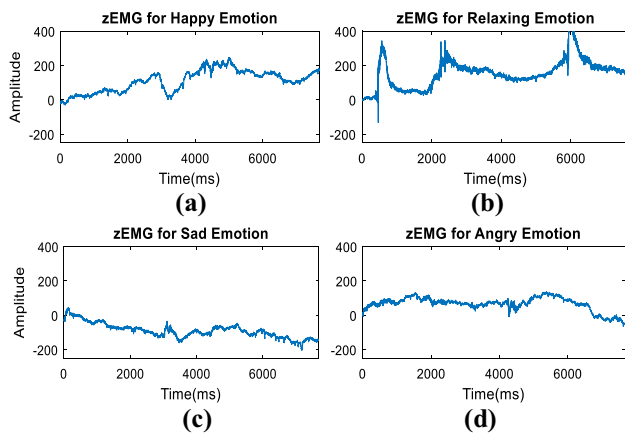 zEMG for Happy Emotion
Amplitude
400
200
0
-200
0 2000 4000 6000
Time(ms)
(a)
zEMG for Relaxing Emotion
400
200
0
-200
0 2000 4000 6000
Time(ms)
(b)
zEMG for Sad Emotion
Amplitude
400
200
0
-200
0 2000 4000 6000
Time(ms)
(c)
zEMG for Angry Emotion
400
200
0
-200
0 2000 4000 6000
Time(ms)
(d)